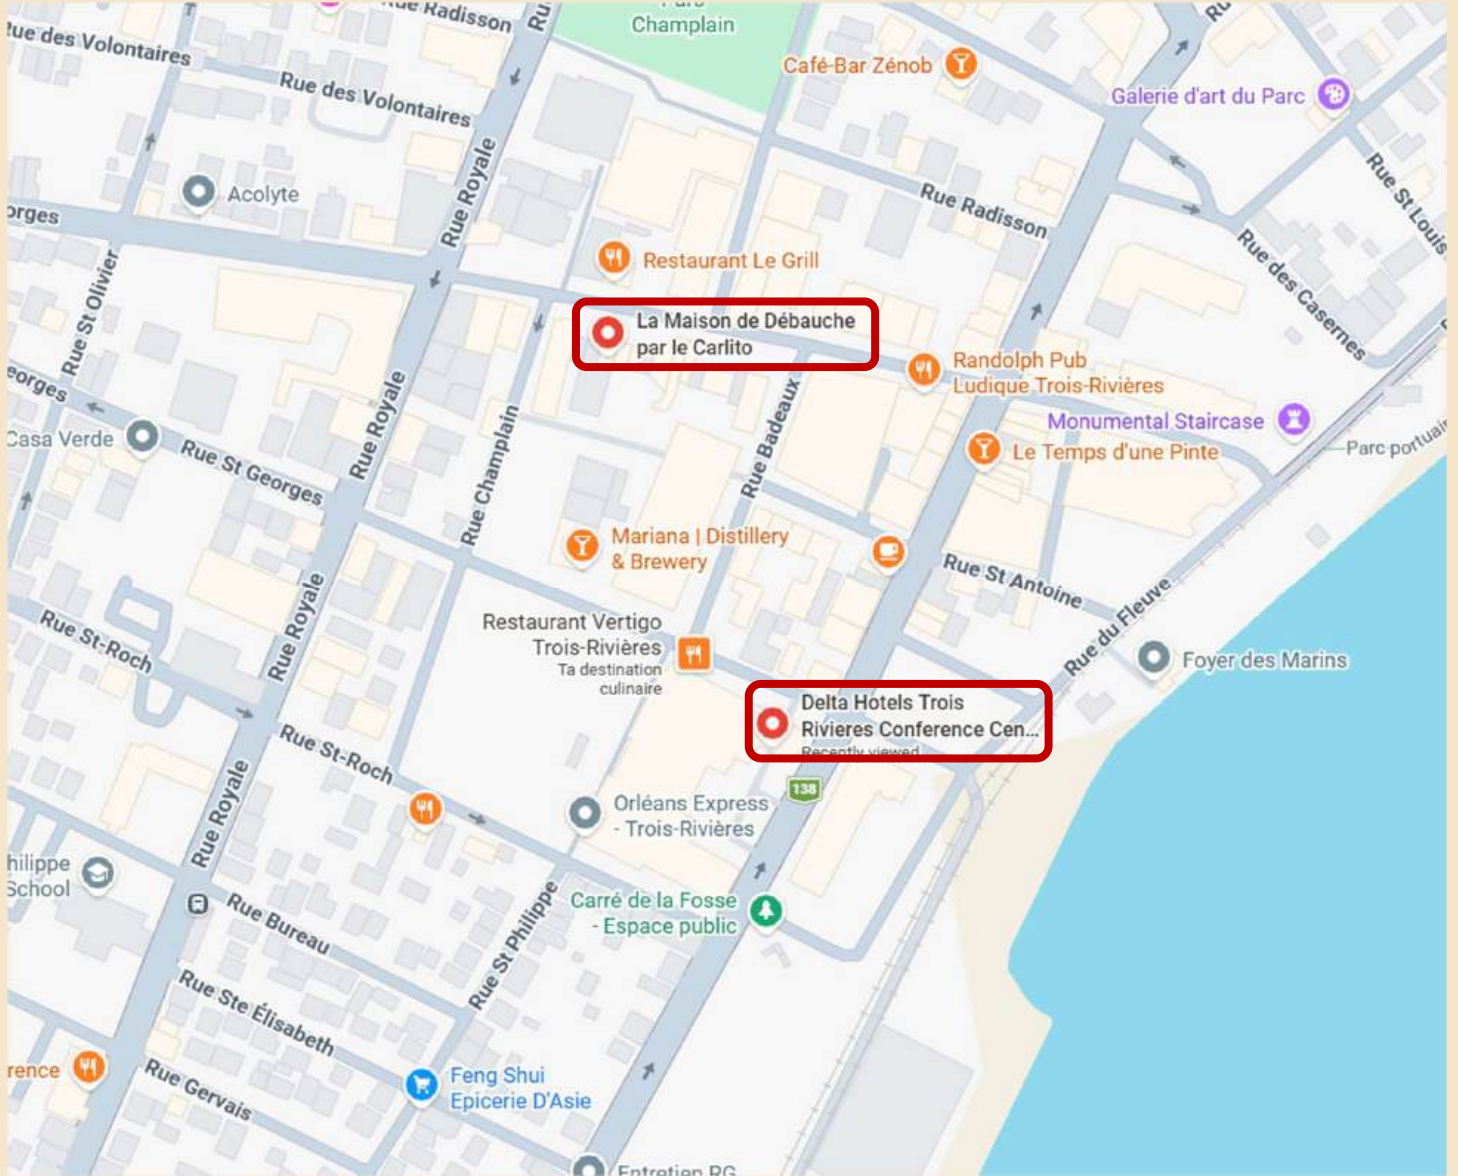 Rue Radisson
Champlain
Rue des Volontaires
Café-Bar Zénob
Rue des Volontaires
Galerie d'art du Parc
Rue Royale
Acolyte
Rue Radisson
Rue St Louis
orges
Restaurant Le Grill
Rue des Casernes
Rue St Olivier
La Maison de Débauche
par le Carlito
Randolph Pub
Ludique Trois-Rivières
eorges
Rue Royale
Rue Badeaux
Monumental Staircase
Casa Verde
Rue St Georges
Rue Champlain
Le Temps d'une Pinte
Parc portuair
Mariana | Distillery
& Brewery
Rue St Antoine
Rue St-Roch
Rue Royale
Restaurant Vertigo
Trois-Rivières
Ta destination
culinaire
Rue du Fleuve
Foyer des Marins
Delta Hotels Trois
Rivieres Conference Cen...
Recently viewed
Rue St-Roch
138
Rue Royale
Orléans Express
- Trois-Rivières
hilippe
School
Carré de la Fosse
- Espace public
Rue Bureau
Rue St Philippe
Rue Ste Élisabeth
rence
Rue Gervais
Feng Shui
Epicerie D'Asie
Entretien RG